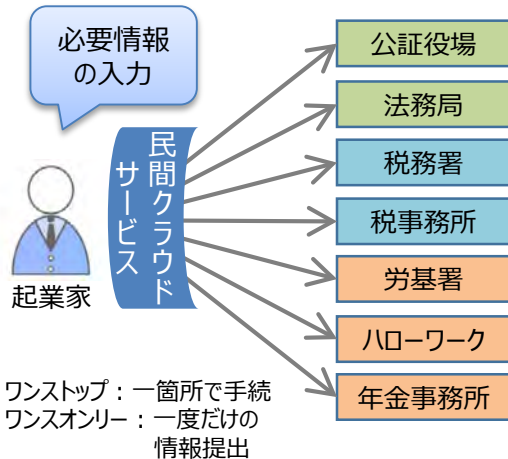 必要情報
の入力
民間クラウド
サービス
起業家
公証役場
法務局
税務署
税事務所
労基署
ハローワーク
年金事務所
ワンストップ：一箇所で手続
ワンスオンリー：一度だけの
情報提出